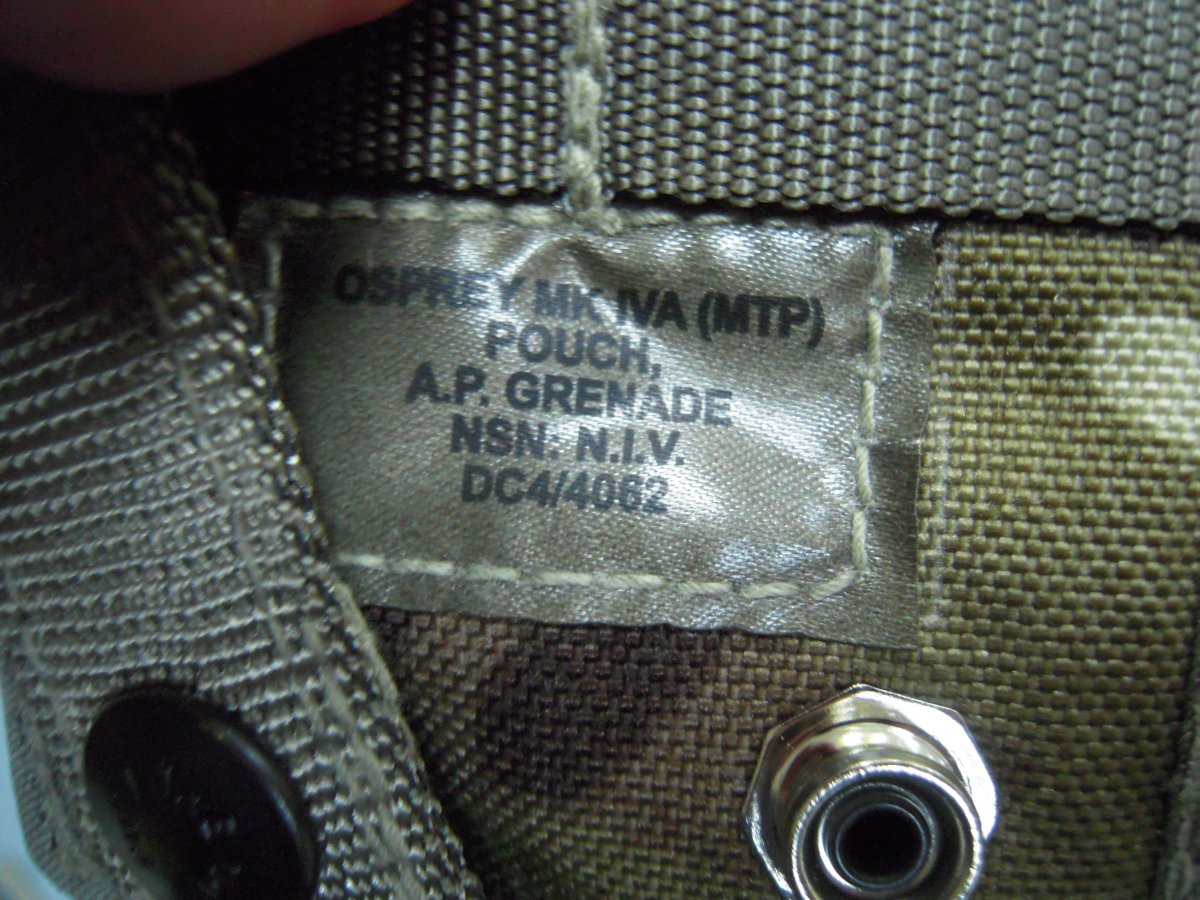 OSPREY MK IVA (MTP)
POUCH,
A.P. GRENADE
NSN: N.I.V.
DC4/4062